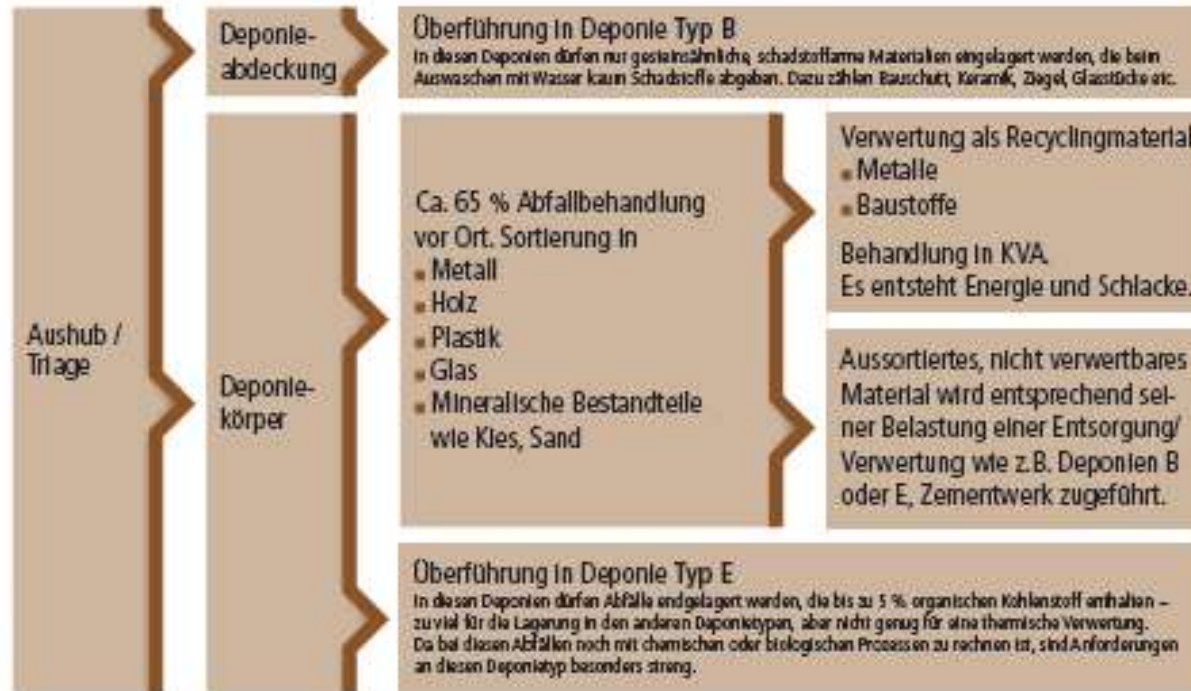 Aushub /
Triage
Deponie-
abdeckung
Überführung in Deponie Typ B
In diesen Deponien dürfen nur gesteinsähnliche, schadstoffarme Materialien eingelagert werden, die beim
Auswaschen mit Wasser kaum Schadstoffe abgeben. Dazu zählen Bauschutt, Keramik, Ziegel, Glasstücke etc.
Deponie-
körper
Ca. 65 % Abfallbehandlung
vor Ort. Sortierung in
▪ Metall
▪ Holz
▪ Plastik
▪ Glas
▪ Mineralische Bestandteile
wie Kies, Sand
Verwertung als Recyclingmaterial
▪ Metalle
▪ Baustoffe
Behandlung in KVA.
Es entsteht Energie und Schlacke.
Aussortiertes, nicht verwertbares
Material wird entsprechend sei-
ner Belastung einer Entsorgung/
Verwertung wie z.B. Deponien B
oder E, Zementwerk zugeführt.
Überführung in Deponie Typ E
In diesen Deponien dürfen Abfälle endgelagert werden, die bis zu 5 % organischen Kohlenstoff enthalten –
zu viel für die Lagerung in den anderen Deponietypen, aber nicht genug für eine thermische Verwertung.
Da bei diesen Abfällen noch mit chemischen oder biologischen Prozessen zu rechnen ist, sind Anforderungen
an diesen Deponietyp besonders streng.